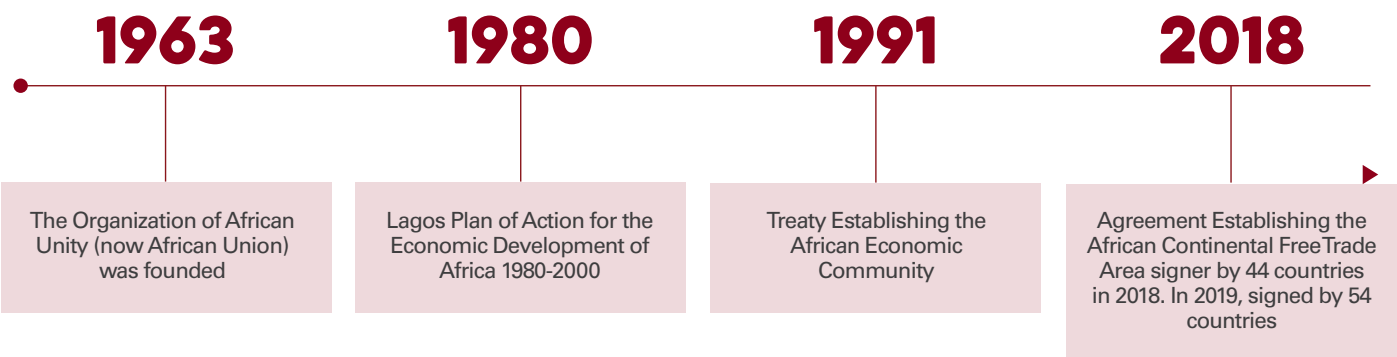 1963
1980
1991
2018
The Organization of African
Unity (now African Union)
was founded
Lagos Plan of Action for the
Economic Development of
Africa 1980-2000
Treaty Establishing the
African Economic
Community
Agreement Establishing the
African Continental Free Trade
Area signer by 44 countries
in 2018. In 2019, signed by 54
countries